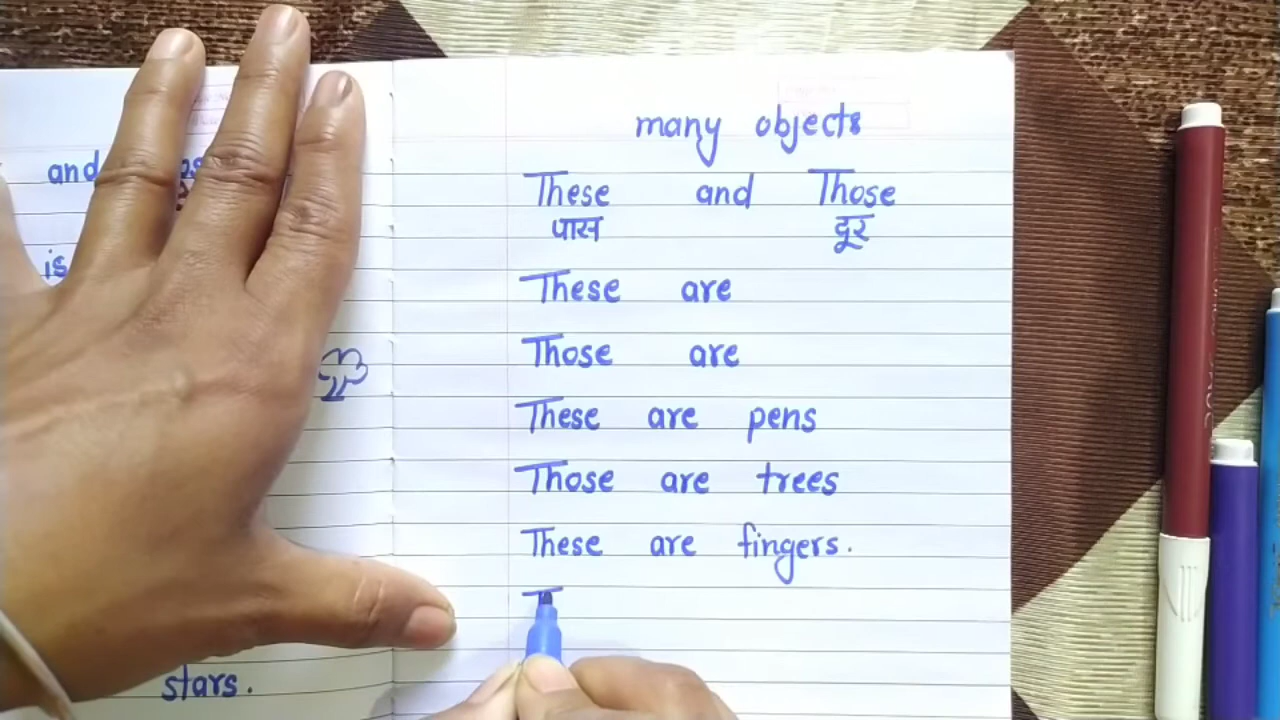 and
is
stars.
many objects
These and Those
पास दूर
These are
Those are
These are pens
Those are trees
These are fingers.